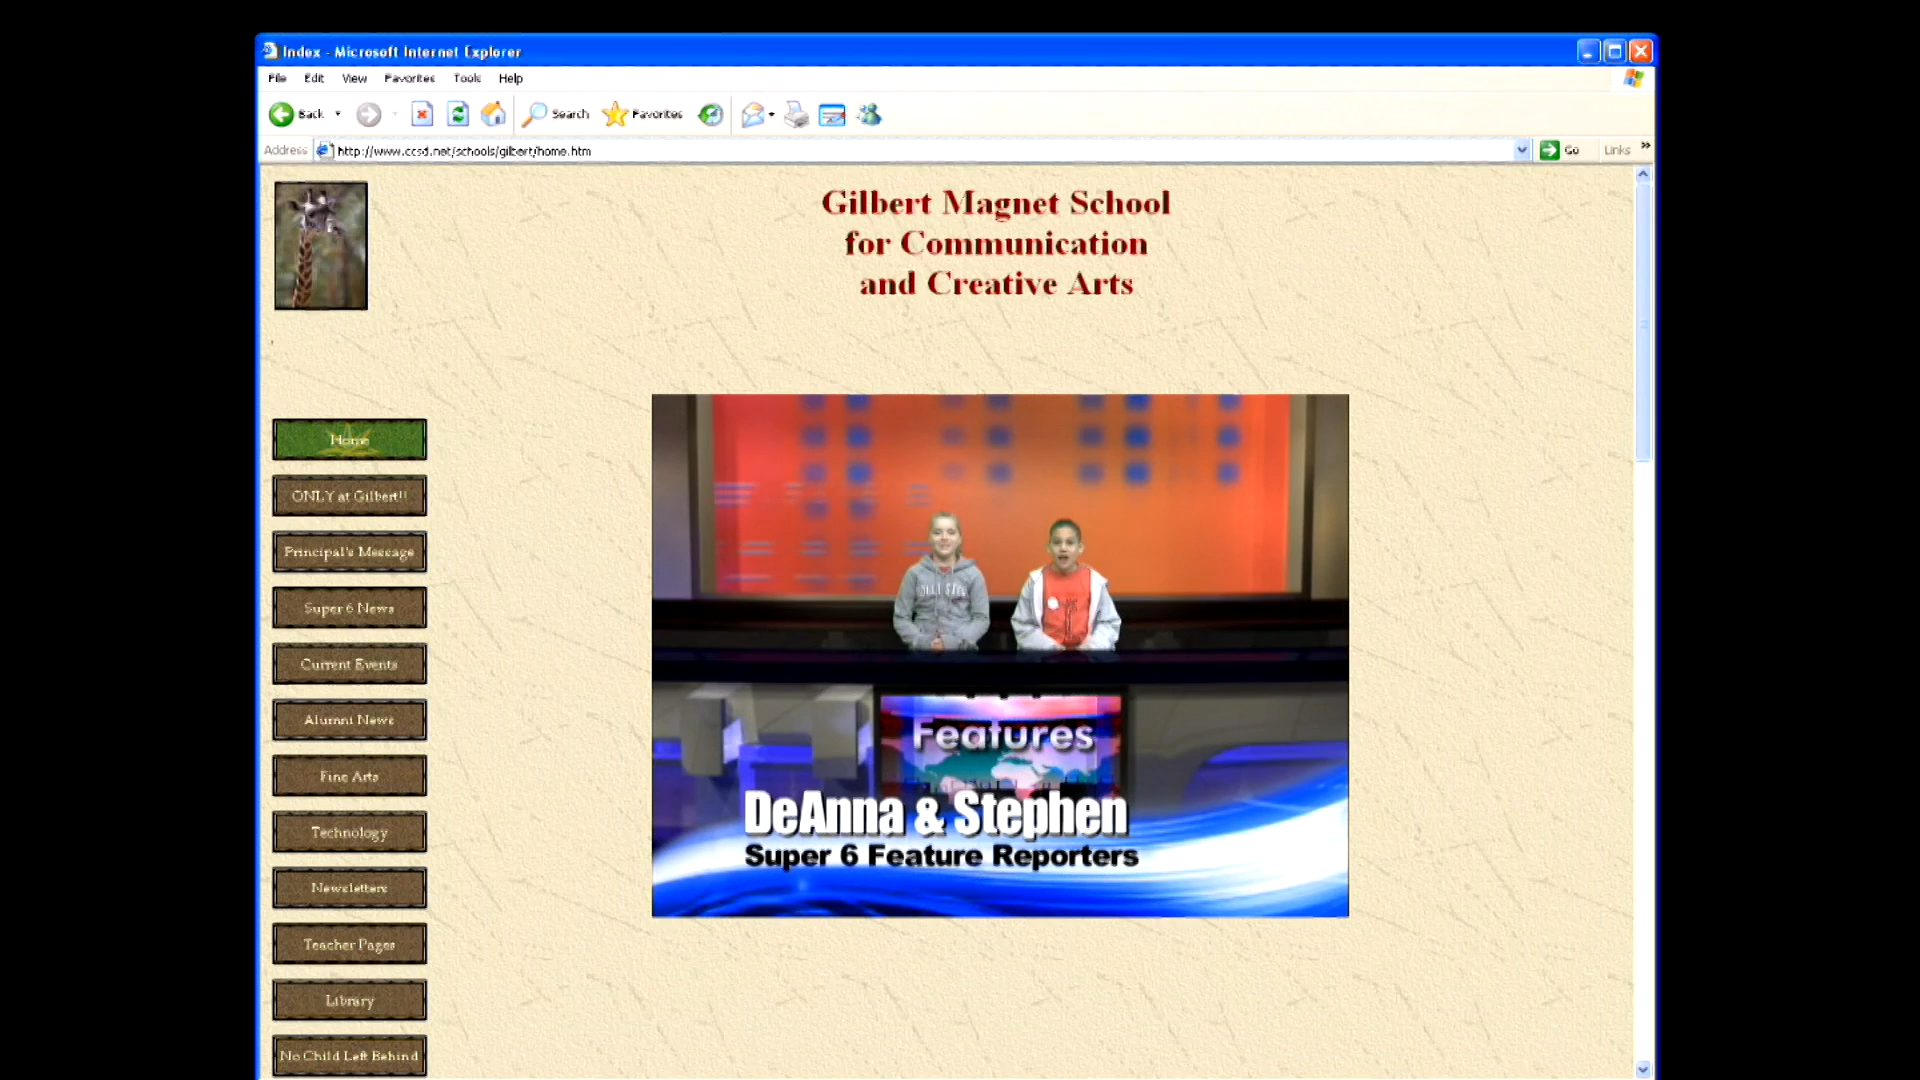 Index - Microsoft Internet Explorer
File Edit View Favorites Tools Help
Back Search Favorites
Address http://www.ccsd.net/schools/gilbert/home.htm Go Links »
Gilbert Magnet School
for Communication
and Creative Arts
Home
ONLY at Gilbert!!
Principal's Message
Super 6 News
Current Events
Alumni News
Fine Arts
Technology
Newsletters
Teacher Pages
Library
No Child Left Behind
Features
DeAnna & Stephen
Super 6 Feature Reporters